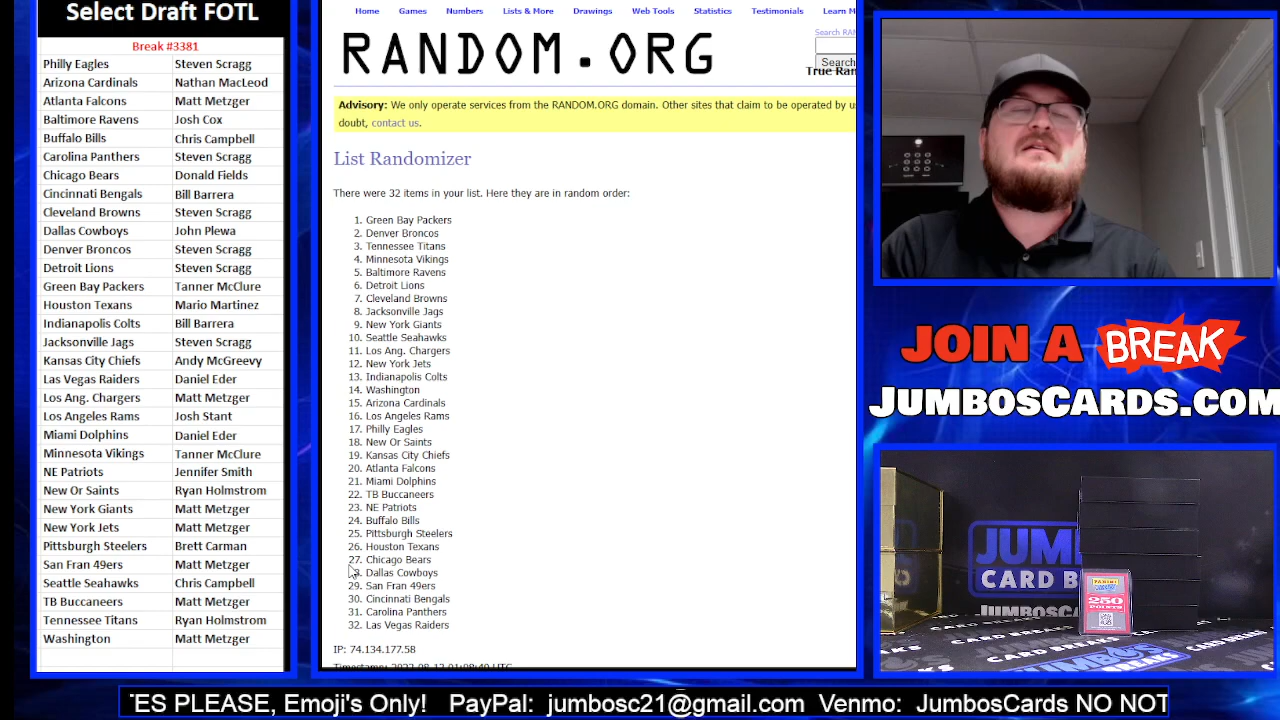 Select Draft FOTL
Break #3381
Philly Eagles Steven Scragg
Arizona Cardinals Nathan MacLeod
Atlanta Falcons Matt Metzger
Baltimore Ravens Josh Cox
Buffalo Bills Chris Campbell
Carolina Panthers Steven Scragg
Chicago Bears Donald Fields
Cincinnati Bengals Bill Barrera
Cleveland Browns Steven Scragg
Dallas Cowboys John Plewa
Denver Broncos Steven Scragg
Detroit Lions Steven Scragg
Green Bay Packers Tanner McClure
Houston Texans Mario Martinez
Indianapolis Colts Bill Barrera
Jacksonville Jags Steven Scragg
Kansas City Chiefs Andy McGreevy
Las Vegas Raiders Daniel Eder
Los Ang. Chargers Matt Metzger
Los Angeles Rams Josh Stant
Miami Dolphins Daniel Eder
Minnesota Vikings Tanner McClure
NE Patriots Jennifer Smith
New Or Saints Ryan Holmstrom
New York Giants Matt Metzger
New York Jets Matt Metzger
Pittsburgh Steelers Brett Carman
San Fran 49ers Matt Metzger
Seattle Seahawks Chris Campbell
TB Buccaneers Matt Metzger
Tennessee Titans Ryan Holmstrom
Washington Matt Metzger
Home Games Numbers Lists & More Drawings Web Tools Statistics Testimonials Learn M
Search RAN
RANDOM.ORG
Search
True Ran
Advisory: We only operate services from the RANDOM.ORG domain. Other sites that claim to be operated by us
doubt, contact us.
List Randomizer
There were 32 items in your list. Here they are in random order:
1. Green Bay Packers
2. Denver Broncos
3. Tennessee Titans
4. Minnesota Vikings
5. Baltimore Ravens
6. Detroit Lions
7. Cleveland Browns
8. Jacksonville Jags
9. New York Giants
10. Seattle Seahawks
11. Los Ang. Chargers
12. New York Jets
13. Indianapolis Colts
14. Washington
15. Arizona Cardinals
16. Los Angeles Rams
17. Philly Eagles
18. New Or Saints
19. Kansas City Chiefs
20. Atlanta Falcons
21. Miami Dolphins
22. TB Buccaneers
23. NE Patriots
24. Buffalo Bills
25. Pittsburgh Steelers
26. Houston Texans
27. Chicago Bears
Dallas Cowboys
29. San Fran 49ers
30. Cincinnati Bengals
31. Carolina Panthers
32. Las Vegas Raiders
IP: 74.134.177.58
JOIN A BREAK
JUMBOSCARDS.COM
JUM
CARD B
PANINI
250
POINTS
TES PLEASE, Emoji's Only! PayPal: jumbosc21@gmail.com Venmo: JumbosCards NO NOT